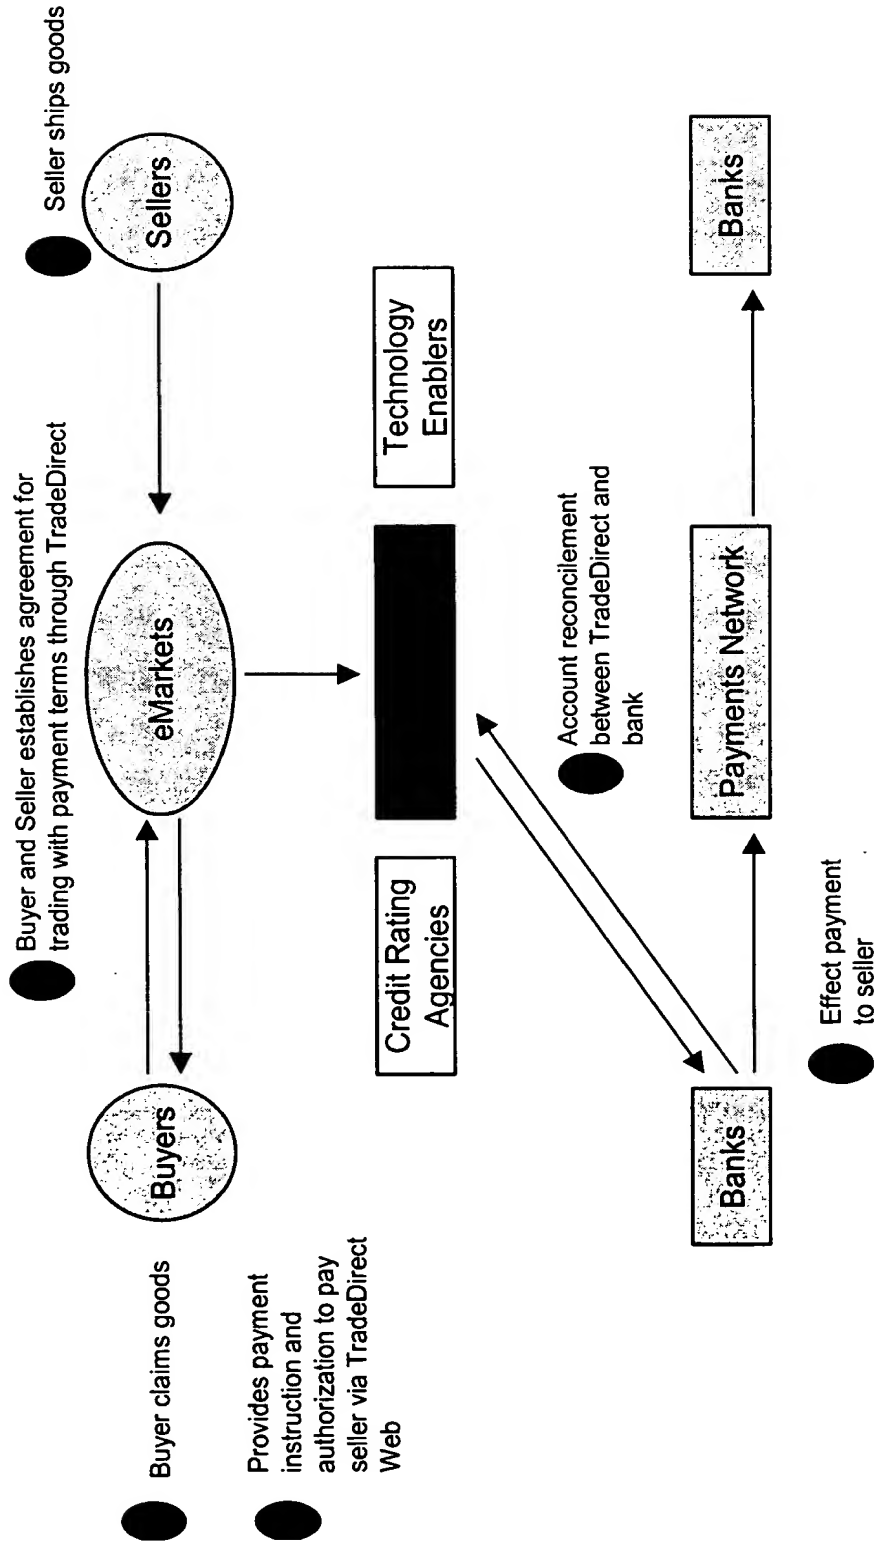 Buyer and Seller establishes agreement for
trading with payment terms through TradeDirect
Seller ships goods
Buyer claims goods
Buyers
eMarkets
Sellers
Provides payment
instruction and
authorization to pay
seller via TradeDirect
Web
Credit Rating
Agencies
Technology
Enablers
Account reconcilement
between TradeDirect and
bank
Banks
Payments Network
Banks
Effect payment
to seller